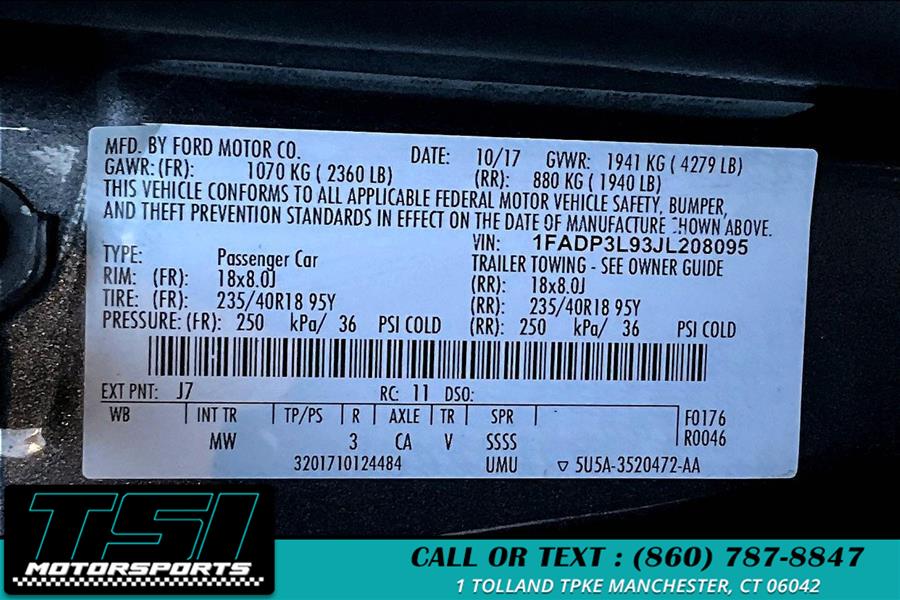 MFD. BY FORD MOTOR CO. DATE: 10/17 GVWR: 1941 KG ( 4279 LB)
GAWR: (FR): 1070 KG ( 2360 LB) (RR): 880 KG ( 1940 LB)
THIS VEHICLE CONFORMS TO ALL APPLICABLE FEDERAL MOTOR VEHICLE SAFETY, BUMPER,
AND THEFT PREVENTION STANDARDS IN EFFECT ON THE DATE OF MANUFACTURE SHOWN ABOVE.
VIN: 1FADP3L93JL208095
TYPE: Passenger Car TRAILER TOWING - SEE OWNER GUIDE
RIM: (FR): 18x8.0J (RR): 18x8.0J
TIRE: (FR): 235/40R18 95Y (RR): 235/40R18 95Y
PRESSURE: (FR): 250 kPa/ 36 PSI COLD (RR): 250 kPa/ 36 PSI COLD
EXT PNT: J7 RC: 11 DSO:
WB INT TR TP/PS R AXLE TR SPR F0176
MW 3 CA V SSSS R0046
3201710124484 UMU ▽ 5U5A-3520472-AA
TSI
MOTORSPORTS
CALL OR TEXT : (860) 787-8847
1 TOLLAND TPKE MANCHESTER, CT 06042